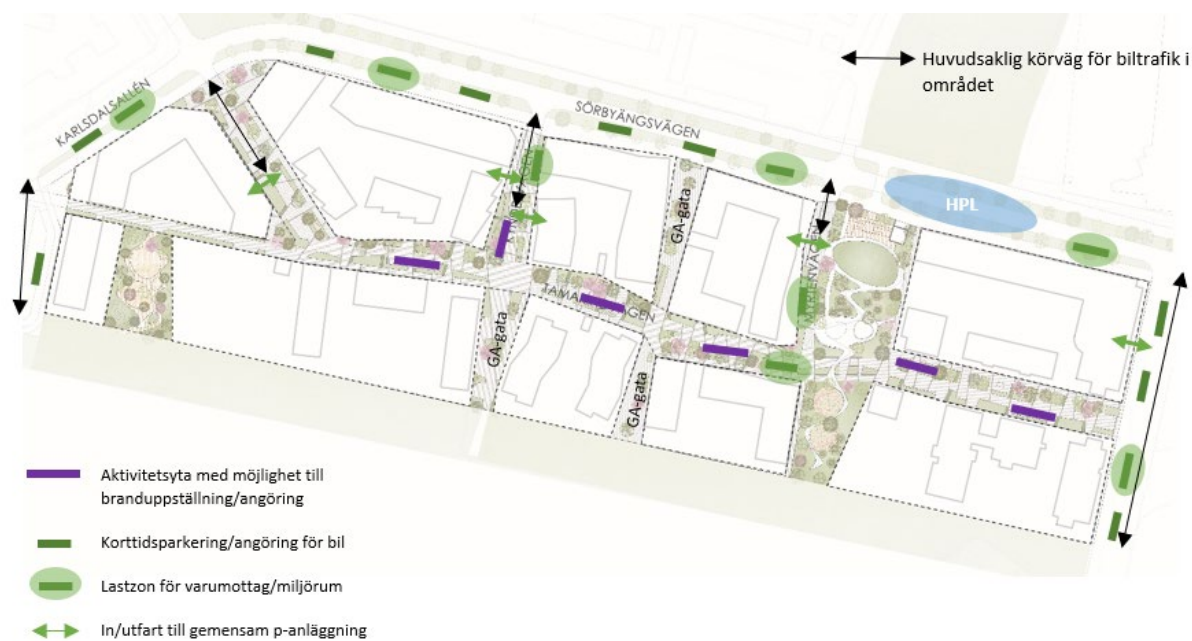 Huvudsaklig körväg för biltrafik i
området
KARLSDALSALLÉN
SÖRBYÄNGSVÄGEN
HPL
GA-gata
GA-gata
GA-gata
Aktivitetsyta med möjlighet till
branduppställning/angöring
Korttidsparkering/angöring för bil
Lastzon för varumottag/miljörum
In/utfart till gemensam p-anläggning